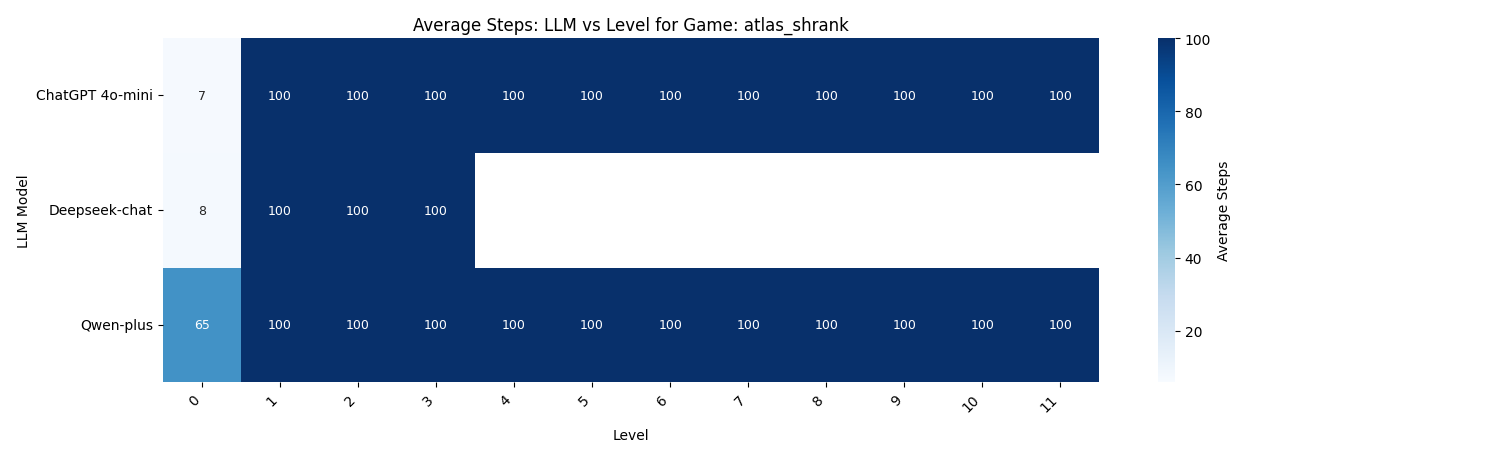 Average Steps: LLM vs Level for Game: atlas_shrank
LLM Model
ChatGPT 4o-mini 7 100 100 100 100 100 100 100 100 100 100 100
Deepseek-chat 8 100 100 100
Qwen-plus 65 100 100 100 100 100 100 100 100 100 100 100
0 1 2 3 4 5 6 7 8 9 10 11
Level
100
80
60
40
20
Average Steps